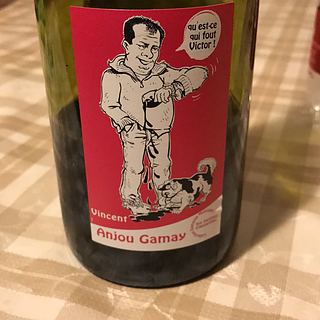 qu'est-ce
qui fout
Victor !
Vincent
Anjou Gamay